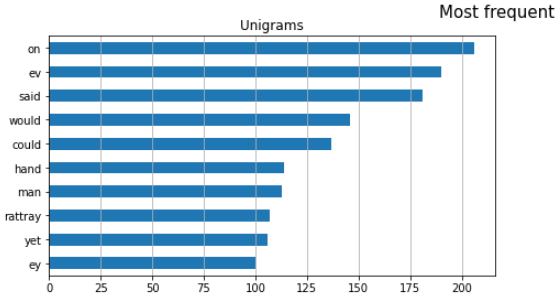 Most frequent
Unigrams
on
ev
said
would
could
hand
man
rattray
yet
ey
0 25 50 75 100 125 150 175 200